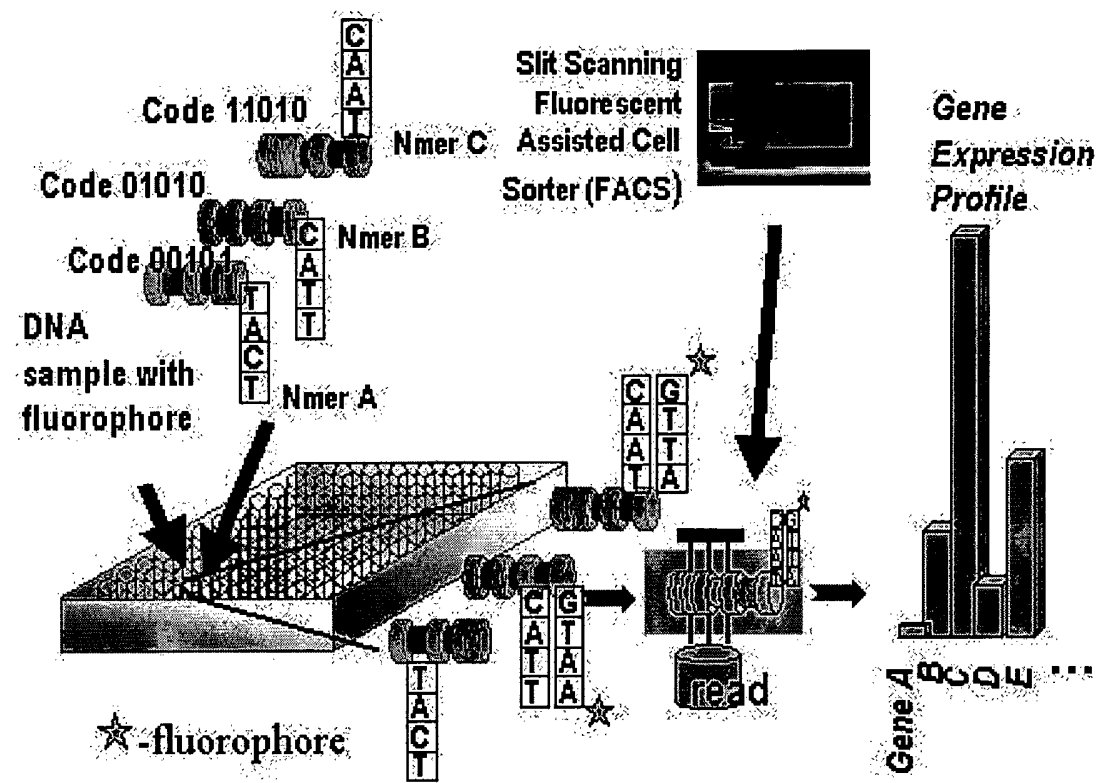 C
A
A
T
Code 11010
Nmer C
Code 01010
C
A
T
T
Nmer B
Code 00101
T
A
C
T
Nmer A
DNA
sample with
fluorophore
Slit Scanning
Fluorescent
Assisted Cell
Sorter (FACS)
Gene
Expression
Profile
C G
A T
A T
T A
C G
A T
T A
T A
T
A
C
T
read
Gene A
B
C
D
E
...
-fluorophore